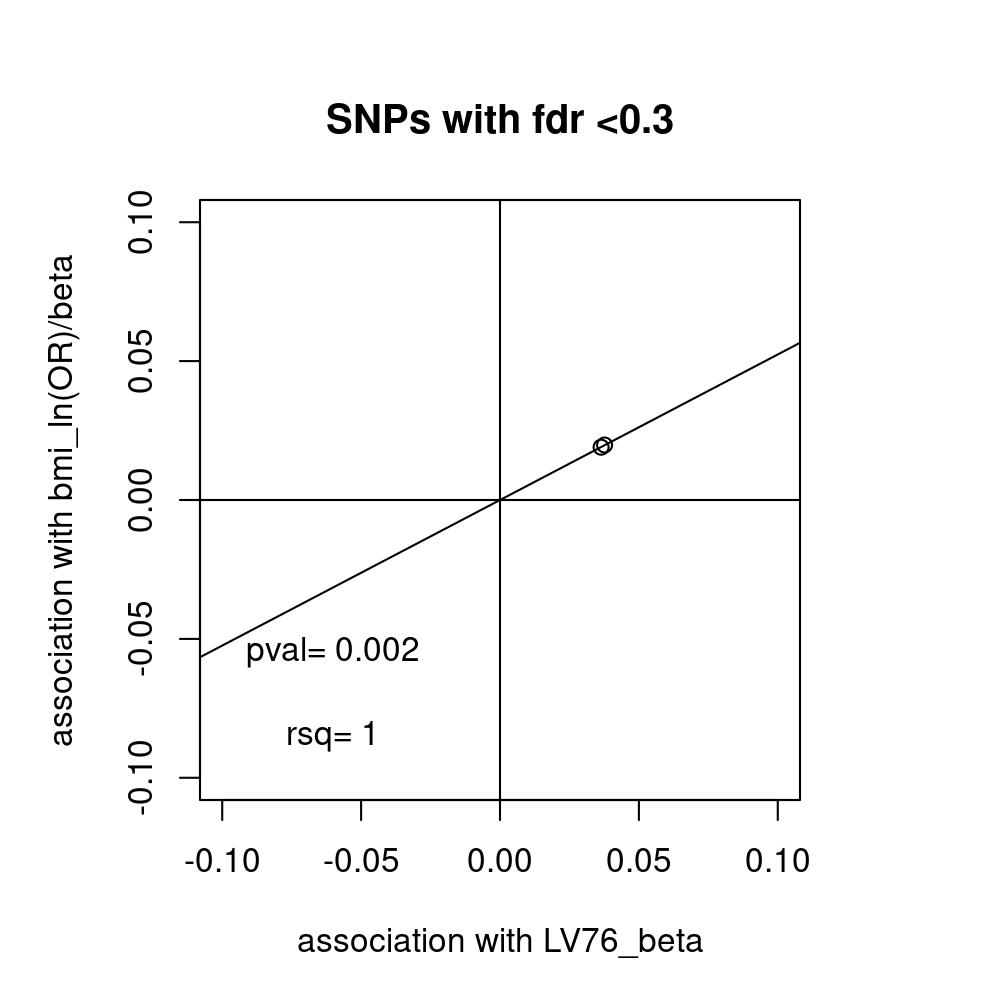 SNPs with fdr <0.3
association with bmi_ln(OR)/beta
0.10
0.05
0.00
-0.05
-0.10
pval= 0.002
rsq= 1
-0.10 -0.05 0.00 0.05 0.10
association with LV76_beta